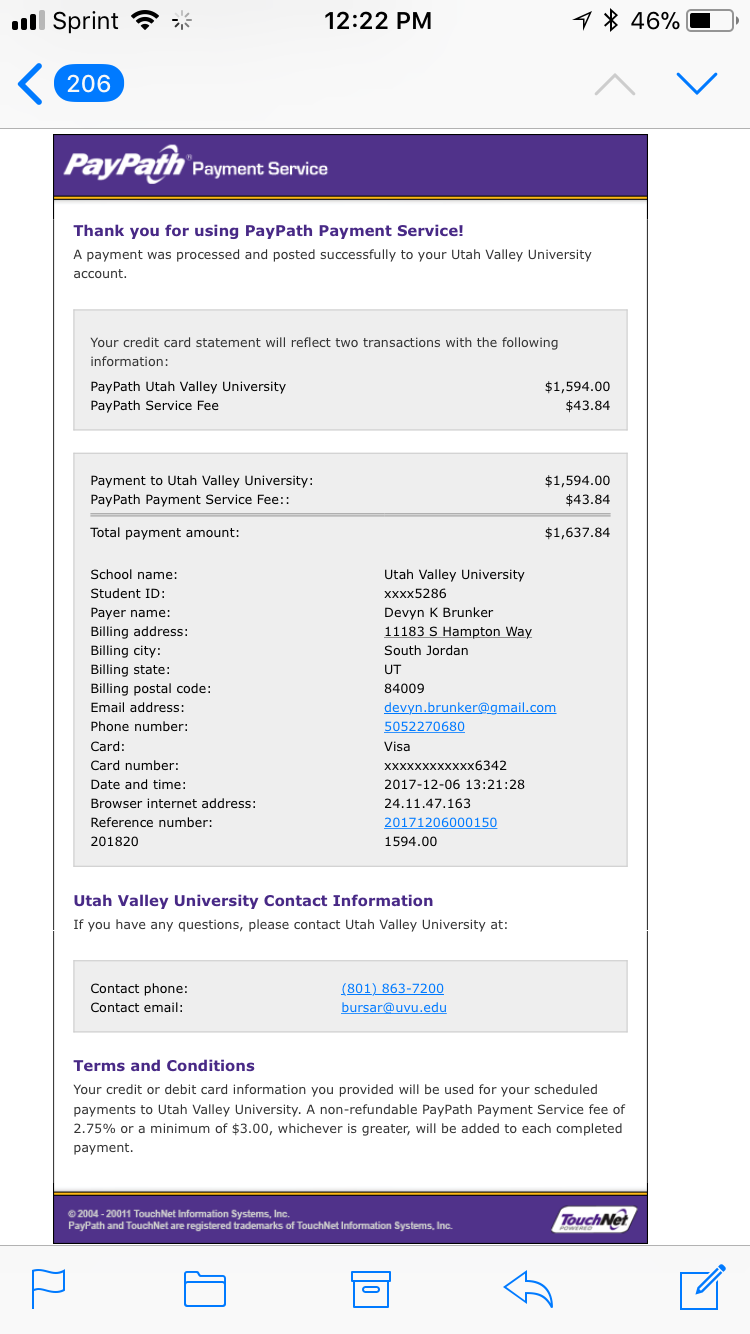 Sprint 12:22 PM 46%
206
PayPath® Payment Service
Thank you for using PayPath Payment Service!
A payment was processed and posted successfully to your Utah Valley University
account.
Your credit card statement will reflect two transactions with the following
information:
PayPath Utah Valley University $1,594.00
PayPath Service Fee $43.84
Payment to Utah Valley University: $1,594.00
PayPath Payment Service Fee:: $43.84
Total payment amount: $1,637.84
School name: Utah Valley University
Student ID: xxxx5286
Payer name: Devyn K Brunker
Billing address: 11183 S Hampton Way
Billing city: South Jordan
Billing state: UT
Billing postal code: 84009
Email address: devyn.brunker@gmail.com
Phone number: 5052270680
Card: Visa
Card number: xxxxxxxxxxxx6342
Date and time: 2017-12-06 13:21:28
Browser internet address: 24.11.47.163
Reference number: 20171206000150
201820 1594.00
Utah Valley University Contact Information
If you have any questions, please contact Utah Valley University at:
Contact phone: (801) 863-7200
Contact email: bursar@uvu.edu
Terms and Conditions
Your credit or debit card information you provided will be used for your scheduled
payments to Utah Valley University. A non-refundable PayPath Payment Service fee of
2.75% or a minimum of $3.00, whichever is greater, will be added to each completed
payment.
© 2004 - 20011 TouchNet Information Systems, Inc.
PayPath and TouchNet are registered trademarks of TouchNet Information Systems, Inc.
TouchNet
POWERED